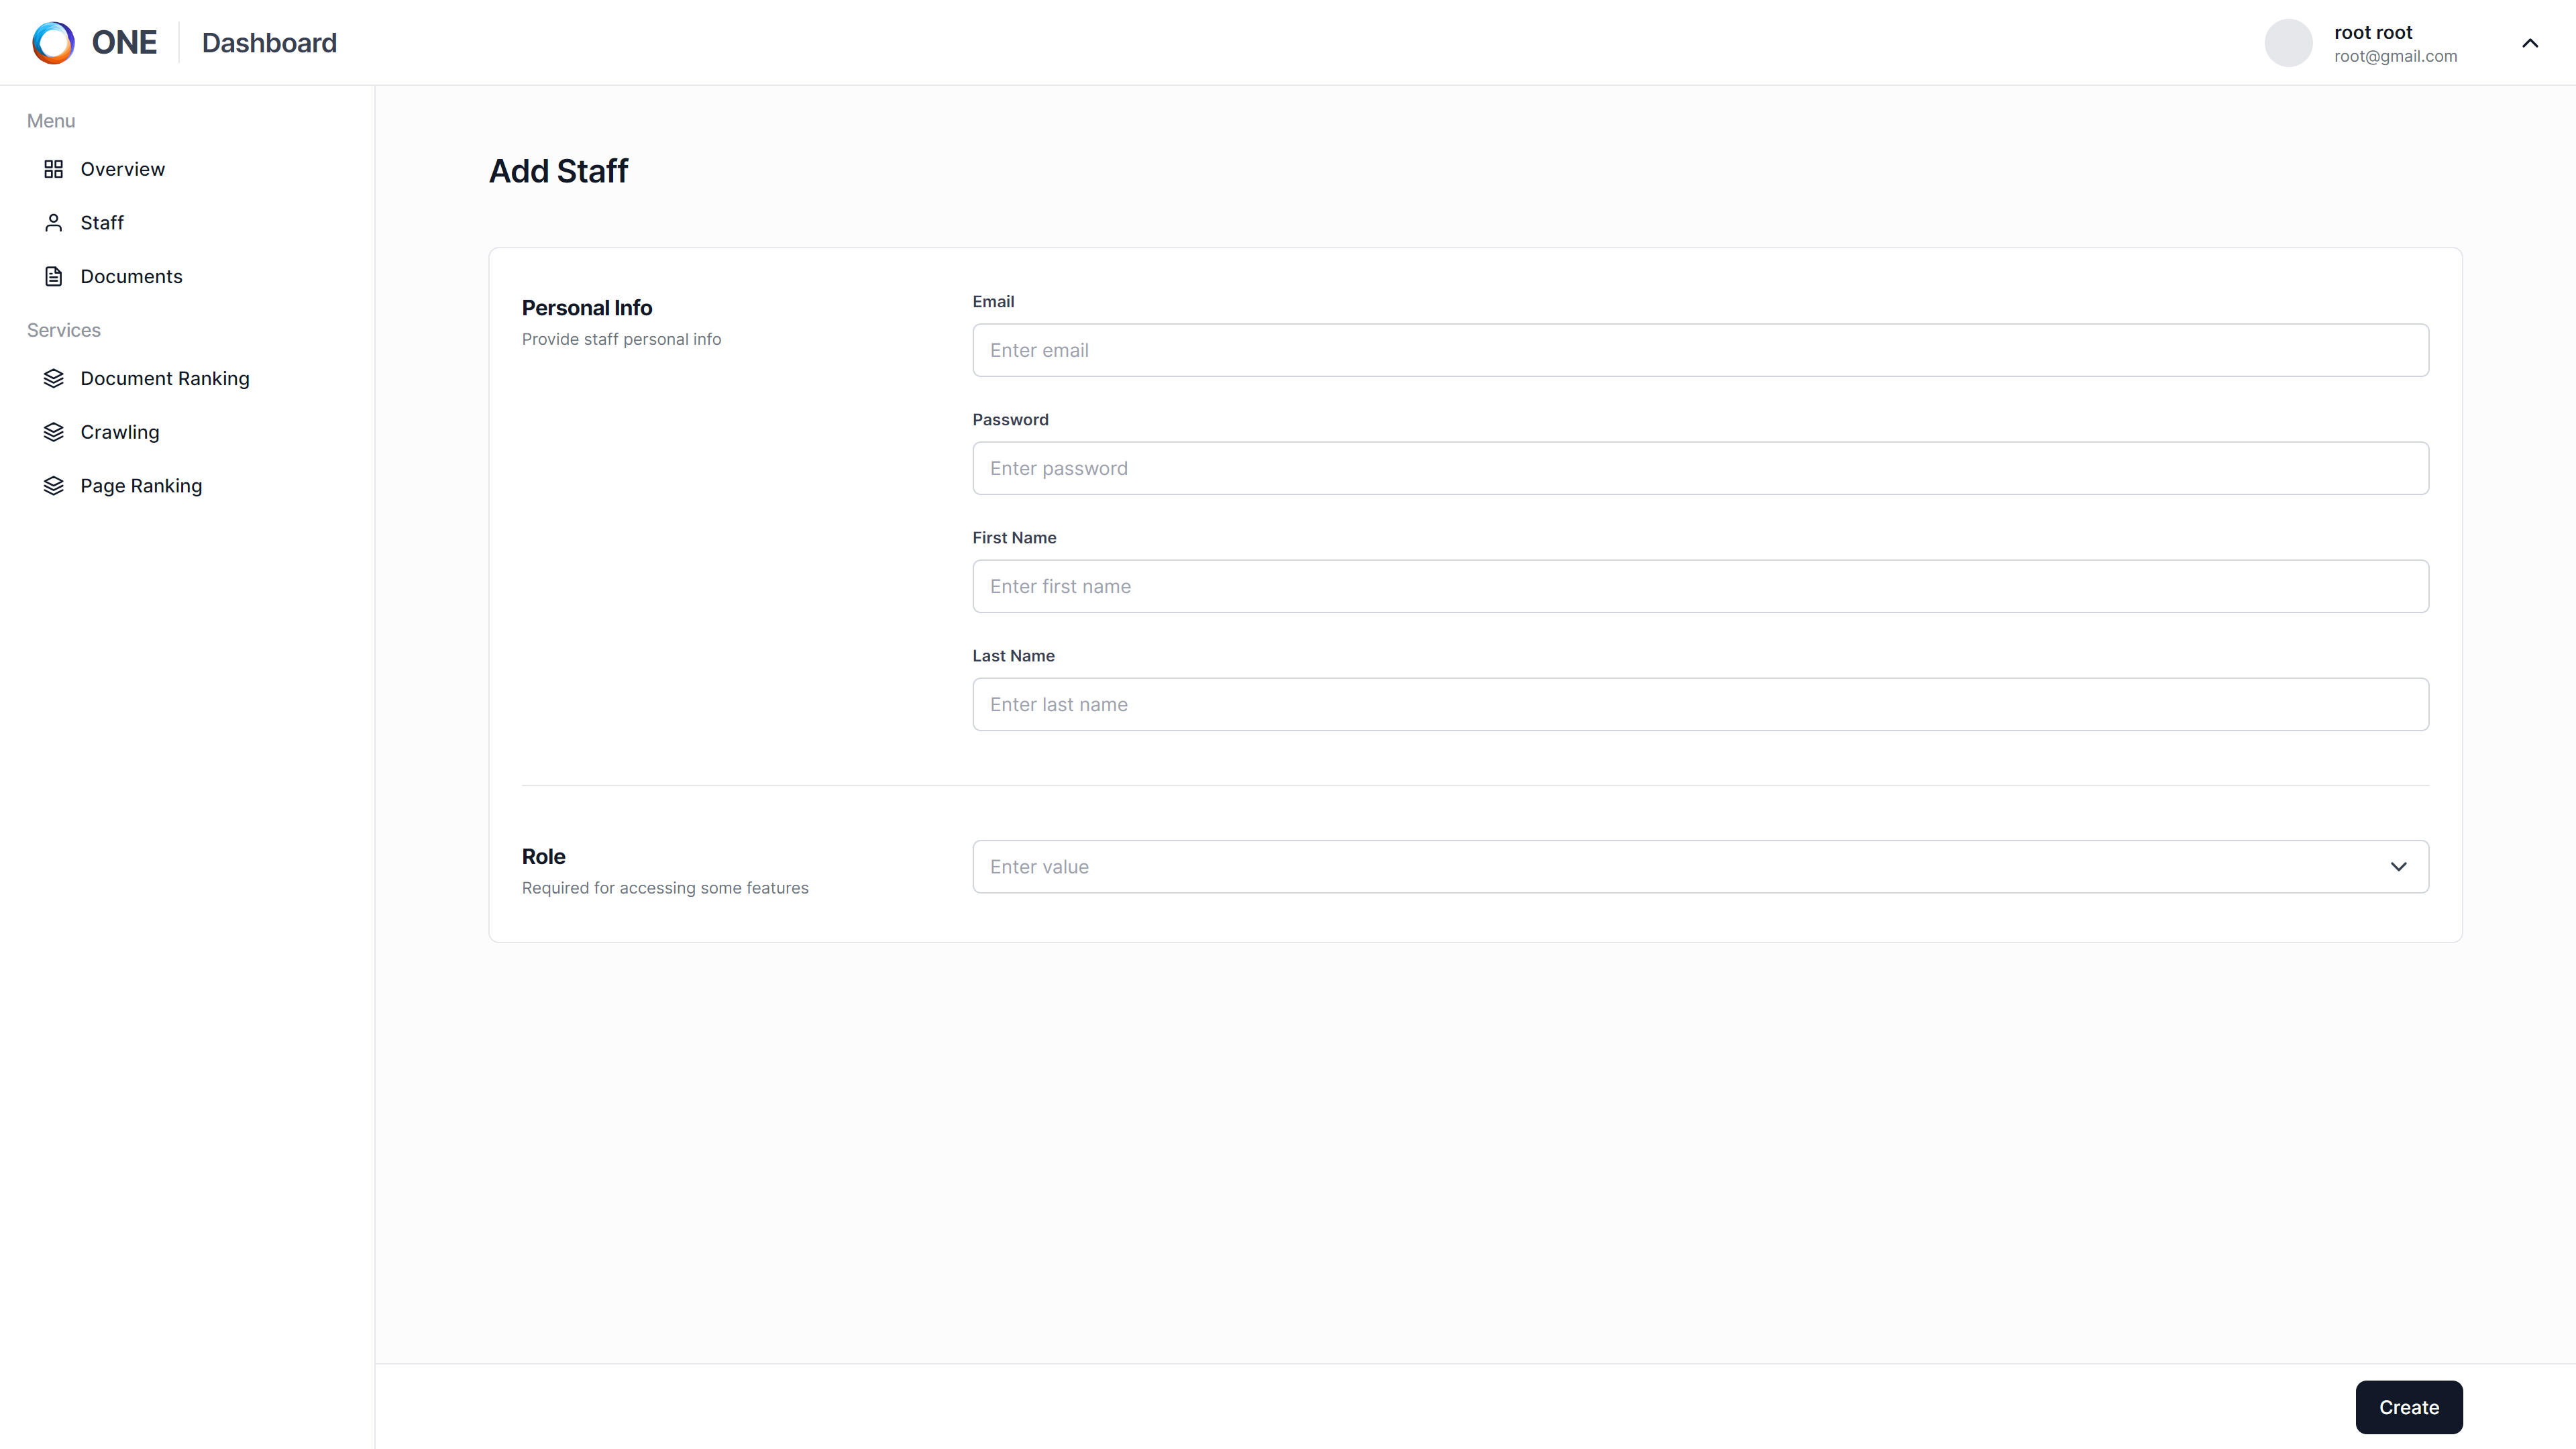 ONE
Dashboard
root root
root@gmail.com
Menu
Overview
Staff
Documents
Services
Document Ranking
Crawling
Page Ranking
Add Staff
Personal Info
Provide staff personal info
Email
Enter email
Password
Enter password
First Name
Enter first name
Last Name
Enter last name
Role
Required for accessing some features
Enter value
Create